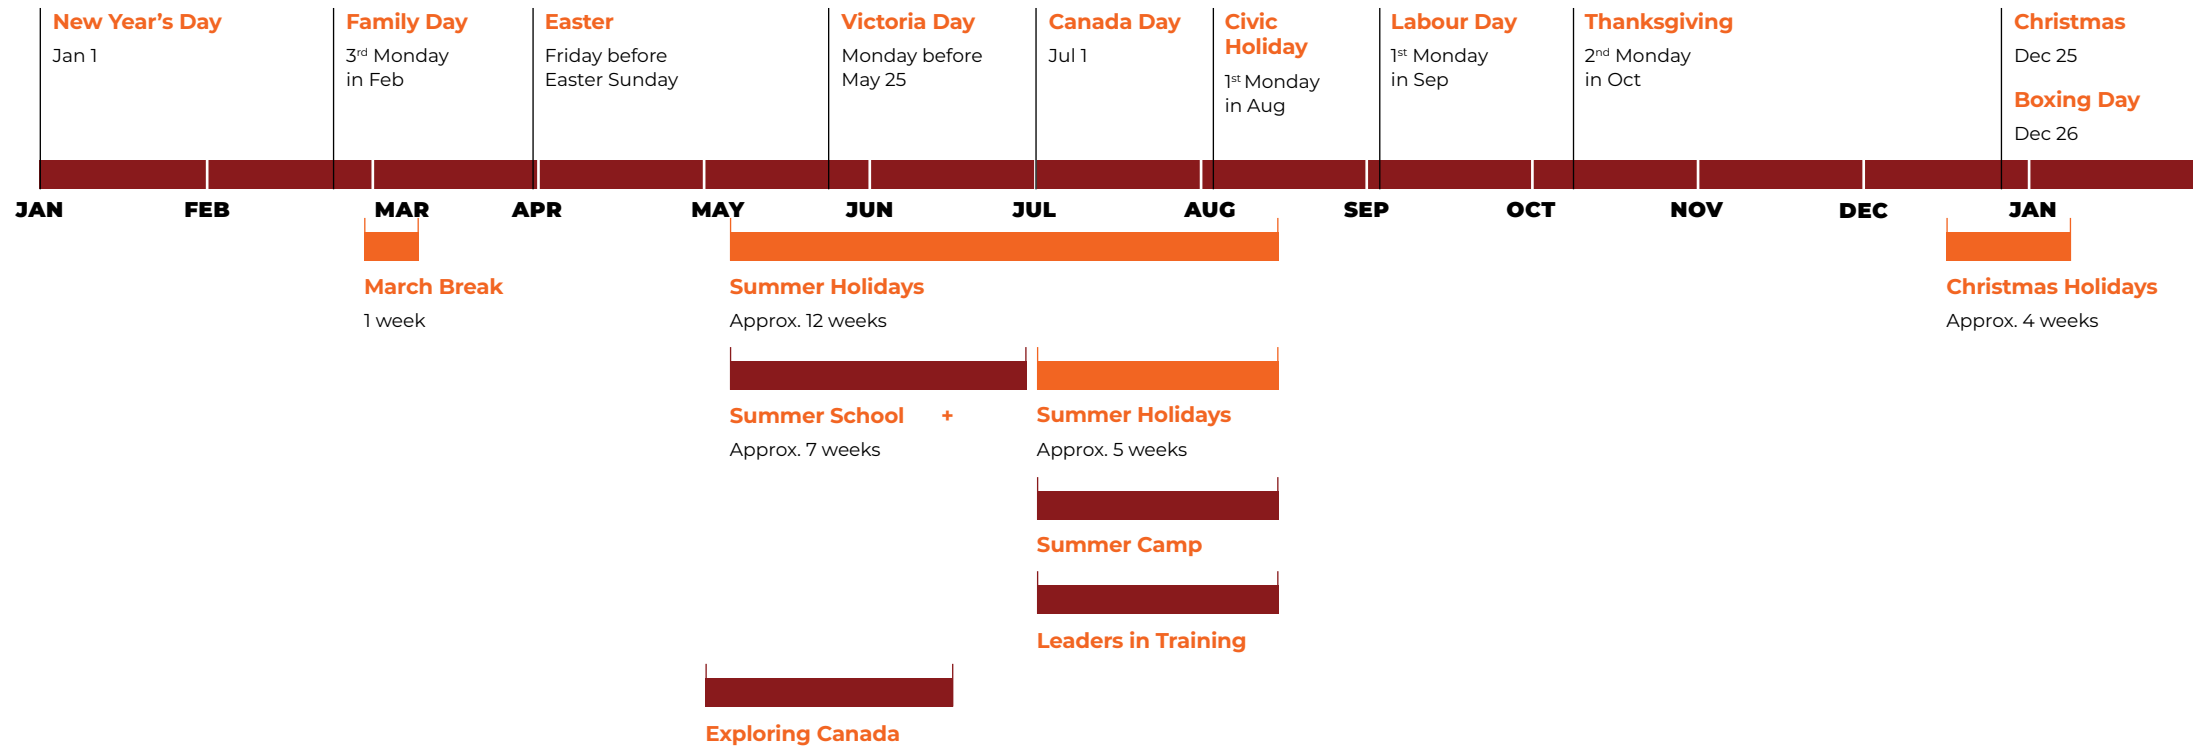 New Year's Day
Jan 1
Family Day
3rd Monday
in Feb
Easter
Friday before
Easter Sunday
Victoria Day
Monday before
May 25
Canada Day
Jul 1
Civic
Holiday
1st Monday
in Aug
Labour Day
1st Monday
in Sep
Thanksgiving
2nd Monday
in Oct
Christmas
Dec 25
Boxing Day
Dec 26
JAN FEB MAR APR MAY JUN JUL AUG SEP OCT NOV DEC JAN
March Break
1 week
Summer Holidays
Approx. 12 weeks
Christmas Holidays
Approx. 4 weeks
Summer School +
Approx. 7 weeks
Summer Holidays
Approx. 5 weeks
Summer Camp
Leaders in Training
Exploring Canada